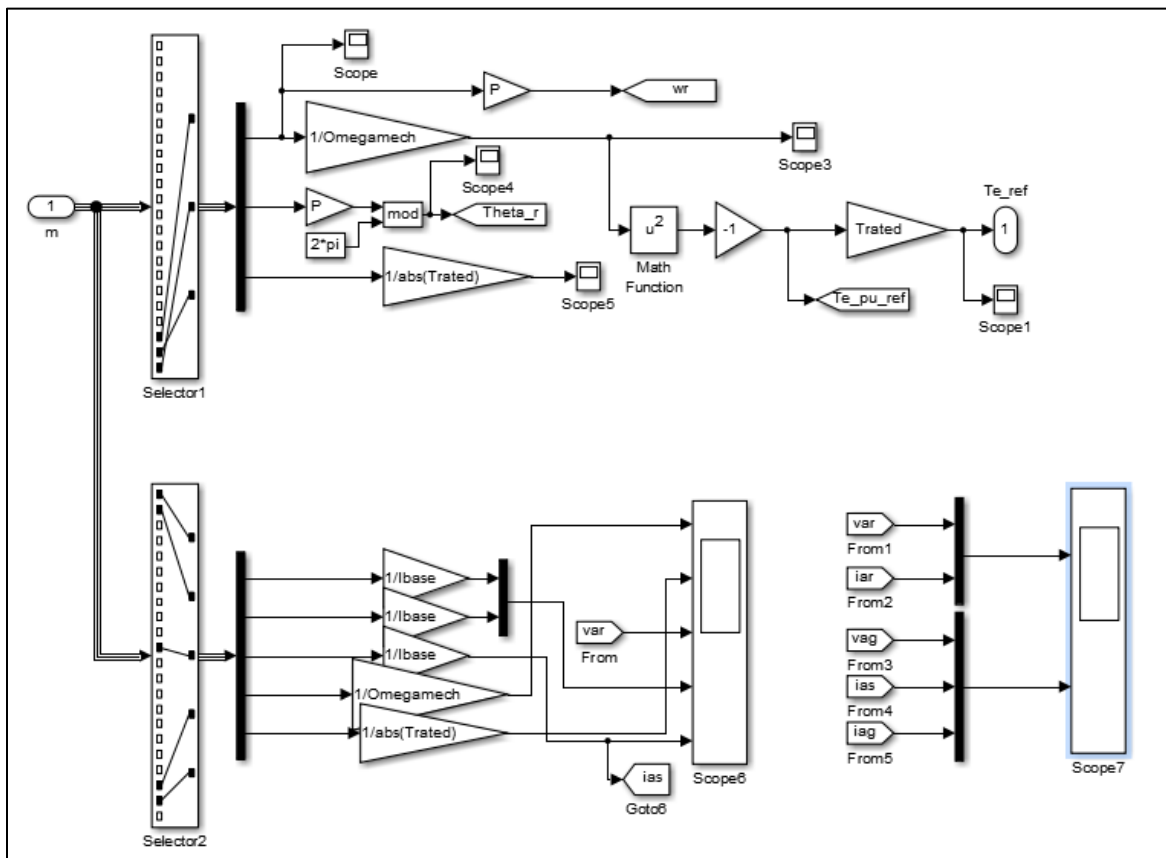 Scope
P
wr
1/Omegamech
Scope3
Scope4
Te_ref
1
m
P
mod
Theta_r
2*pi
u²
-1
Trated
1
Math
Function
1/abs(Trated)
Scope5
Te_pu_ref
Scope1
Selector1
var
From1
1/Ibase
iar
From2
1/Ibase
var
From
vag
From3
1/Ibase
1/Omegamech
ias
From4
1/abs(Trated)
iag
From5
ias
Goto6
Scope6
Scope7
Selector2